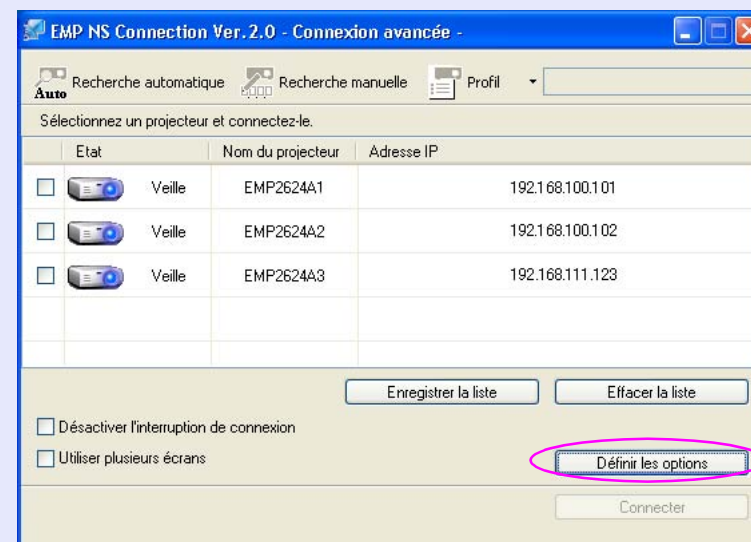 EMP NS Connection Ver.2.0 - Connexion avancée -
Auto Recherche automatique Recherche manuelle Profil
Sélectionnez un projecteur et connectez-le.
Etat Nom du projecteur Adresse IP
Veille EMP2624A1 192.168.100.101
Veille EMP2624A2 192.168.100.102
Veille EMP2624A3 192.168.111.123
Enregistrer la liste Effacer la liste
Désactiver l'interruption de connexion
Utiliser plusieurs écrans
Définir les options
Connecter